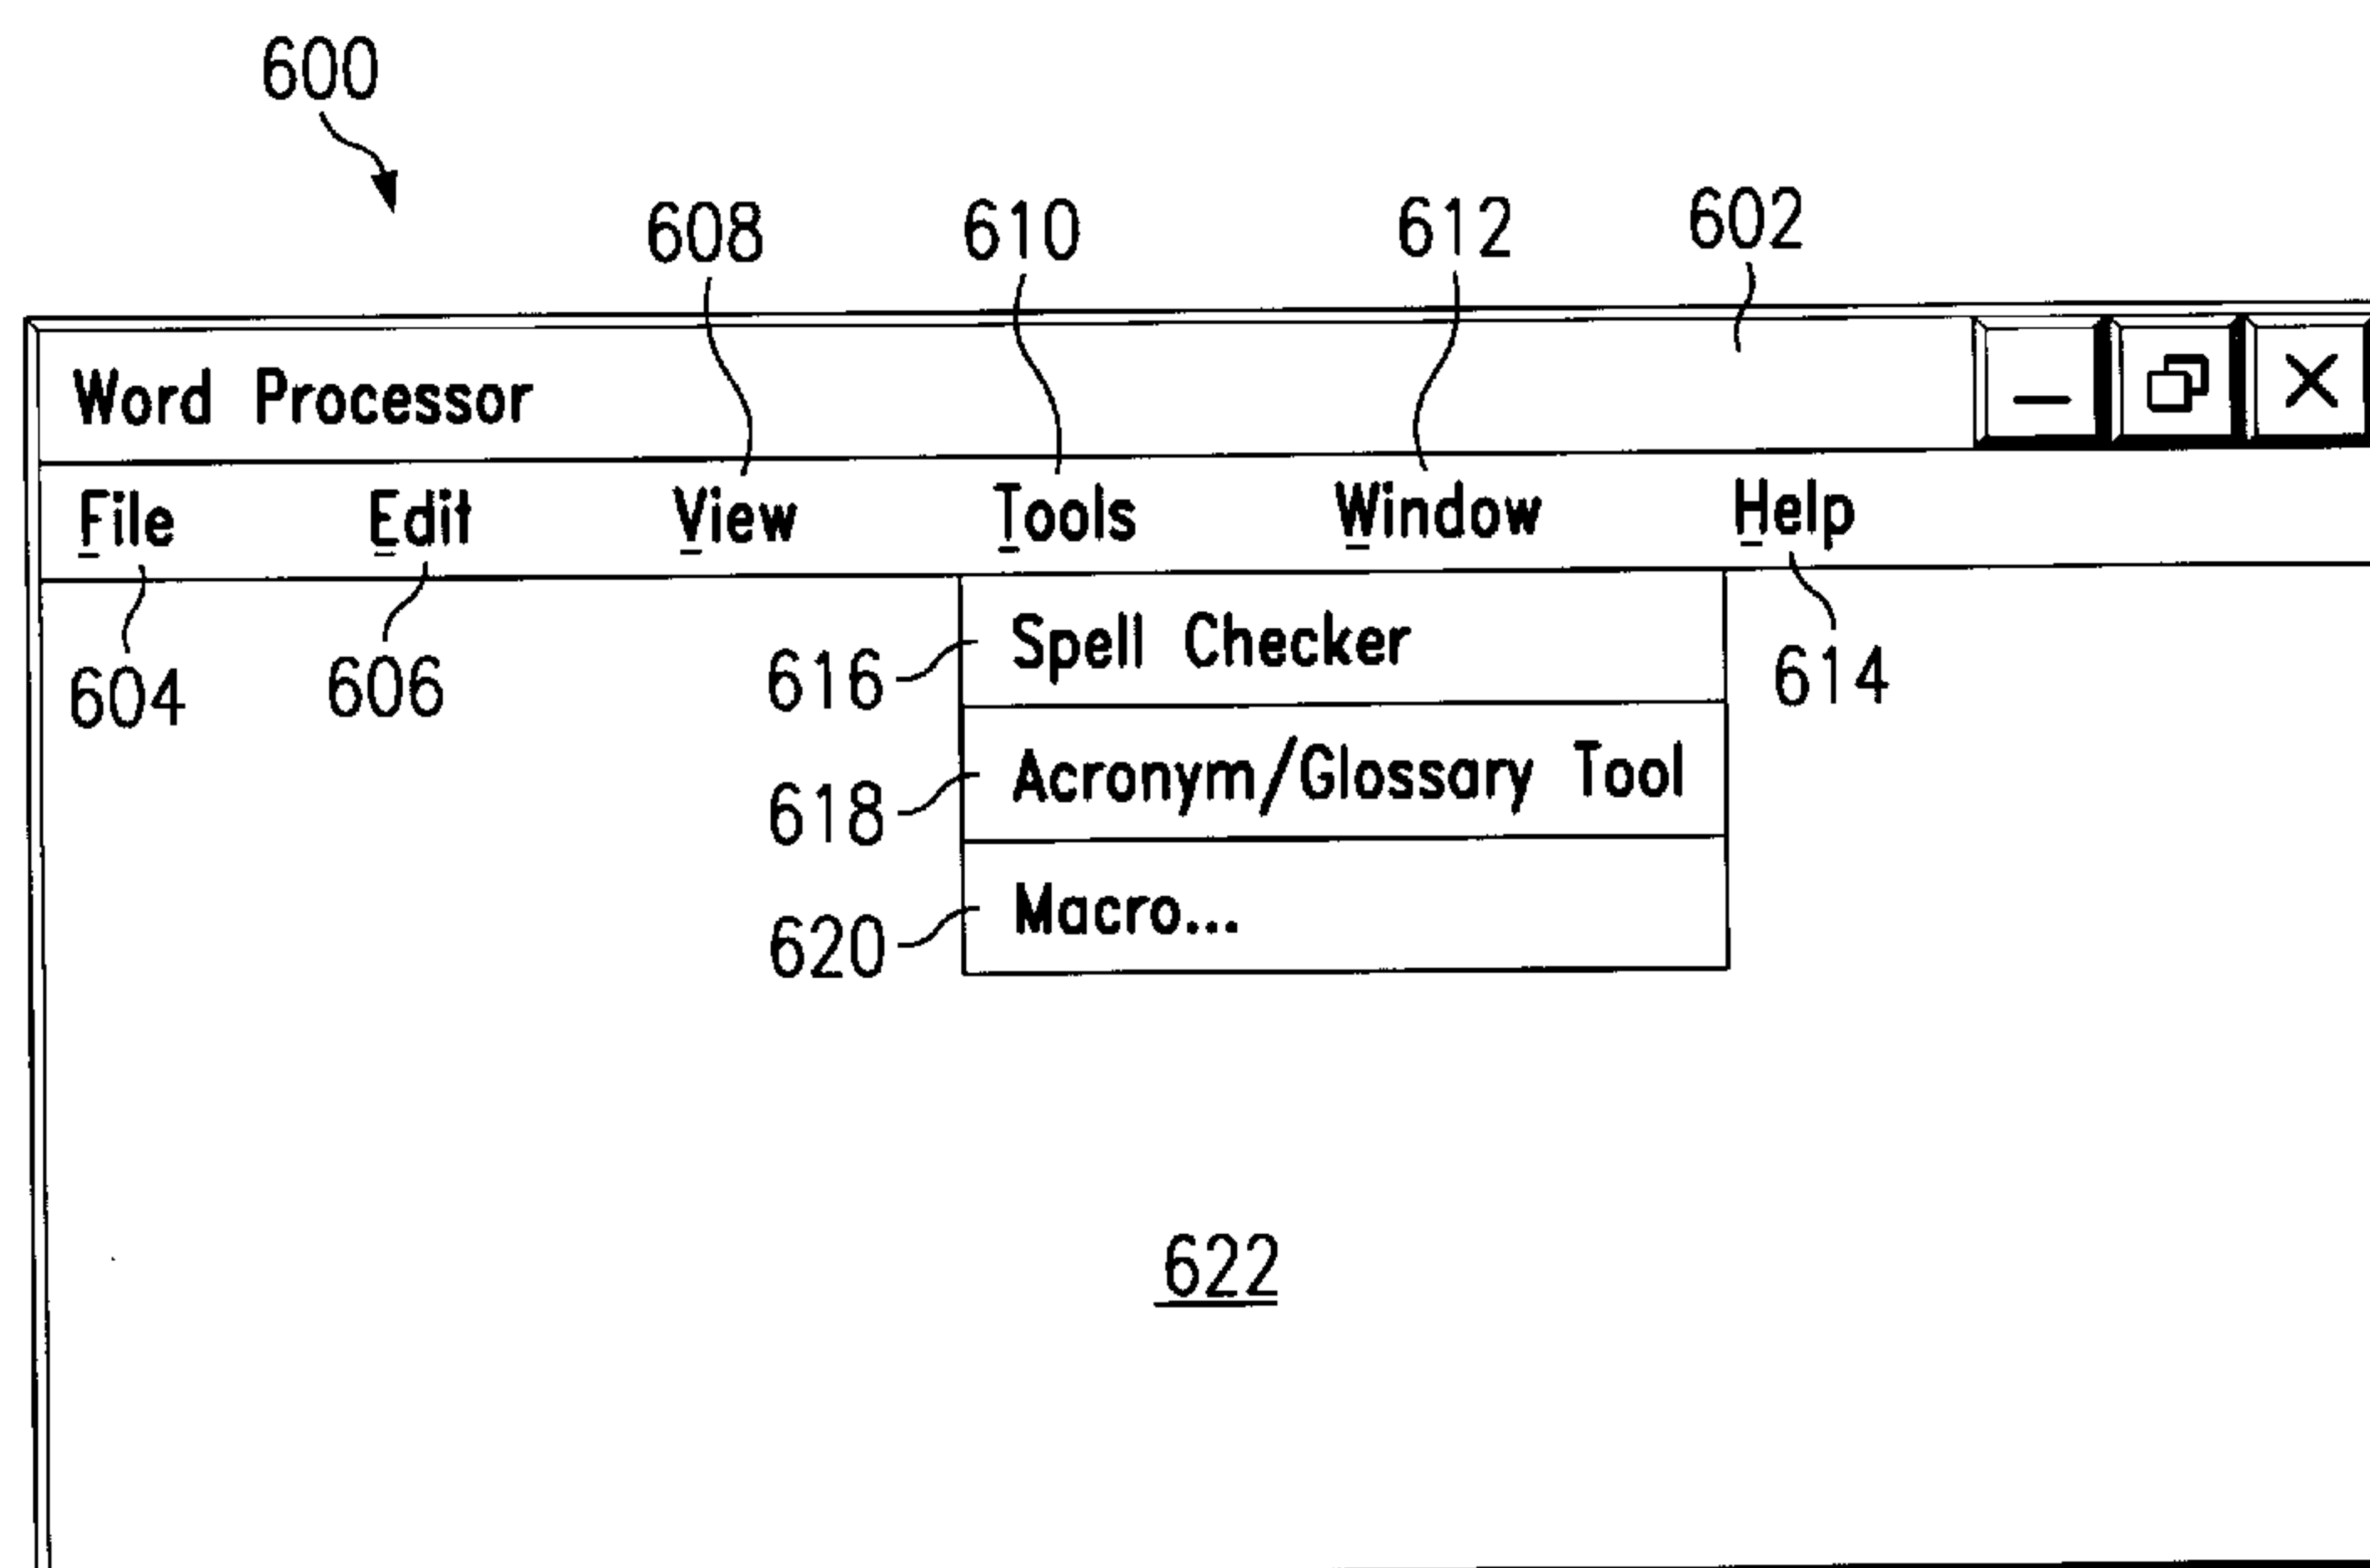 600
608 610 612 602
Word Processor
File Edit View Tools Window Help
604 606 616 Spell Checker 614
618 Acronym/Glossary Tool
620 Macro...
622